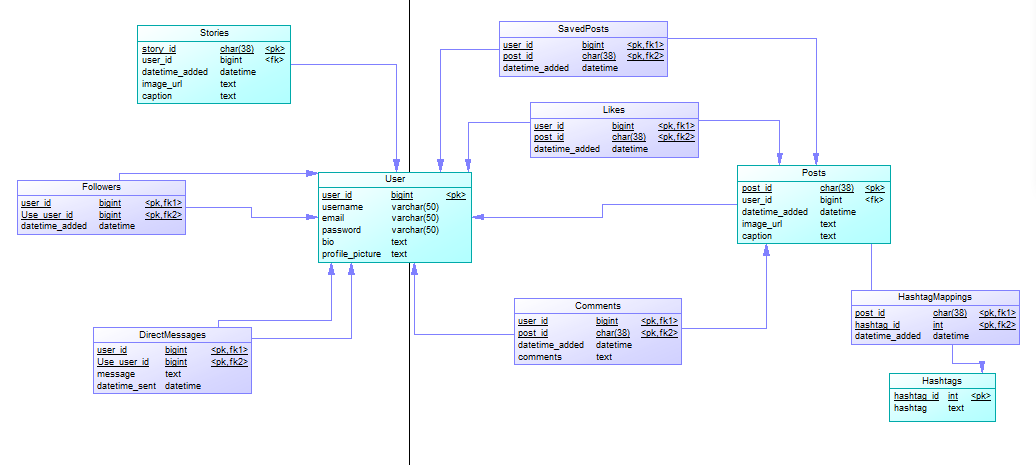 Stories
story_id char(38) <pk>
user_id bigint <fk>
datetime_added datetime
image_url text
caption text
SavedPosts
user_id bigint <pk,fk1>
post_id char(38) <pk,fk2>
datetime_added datetime
Likes
user_id bigint <pk,fk1>
post_id char(38) <pk,fk2>
datetime_added datetime
Followers
user_id bigint <pk,fk1>
Use_user_id bigint <pk,fk2>
datetime_added datetime
User
user_id bigint <pk>
username varchar(50)
email varchar(50)
password varchar(50)
bio text
profile_picture text
Posts
post_id char(38) <pk>
user_id bigint <fk>
datetime_added datetime
image_url text
caption text
DirectMessages
user_id bigint <pk,fk1>
Use_user_id bigint <pk,fk2>
message text
datetime_sent datetime
Comments
user_id bigint <pk,fk1>
post_id char(38) <pk,fk2>
datetime_added datetime
comments text
HashtagMappings
post_id char(38) <pk,fk1>
hashtag_id int <pk,fk2>
datetime_added datetime
Hashtags
hashtag_id int <pk>
hashtag text